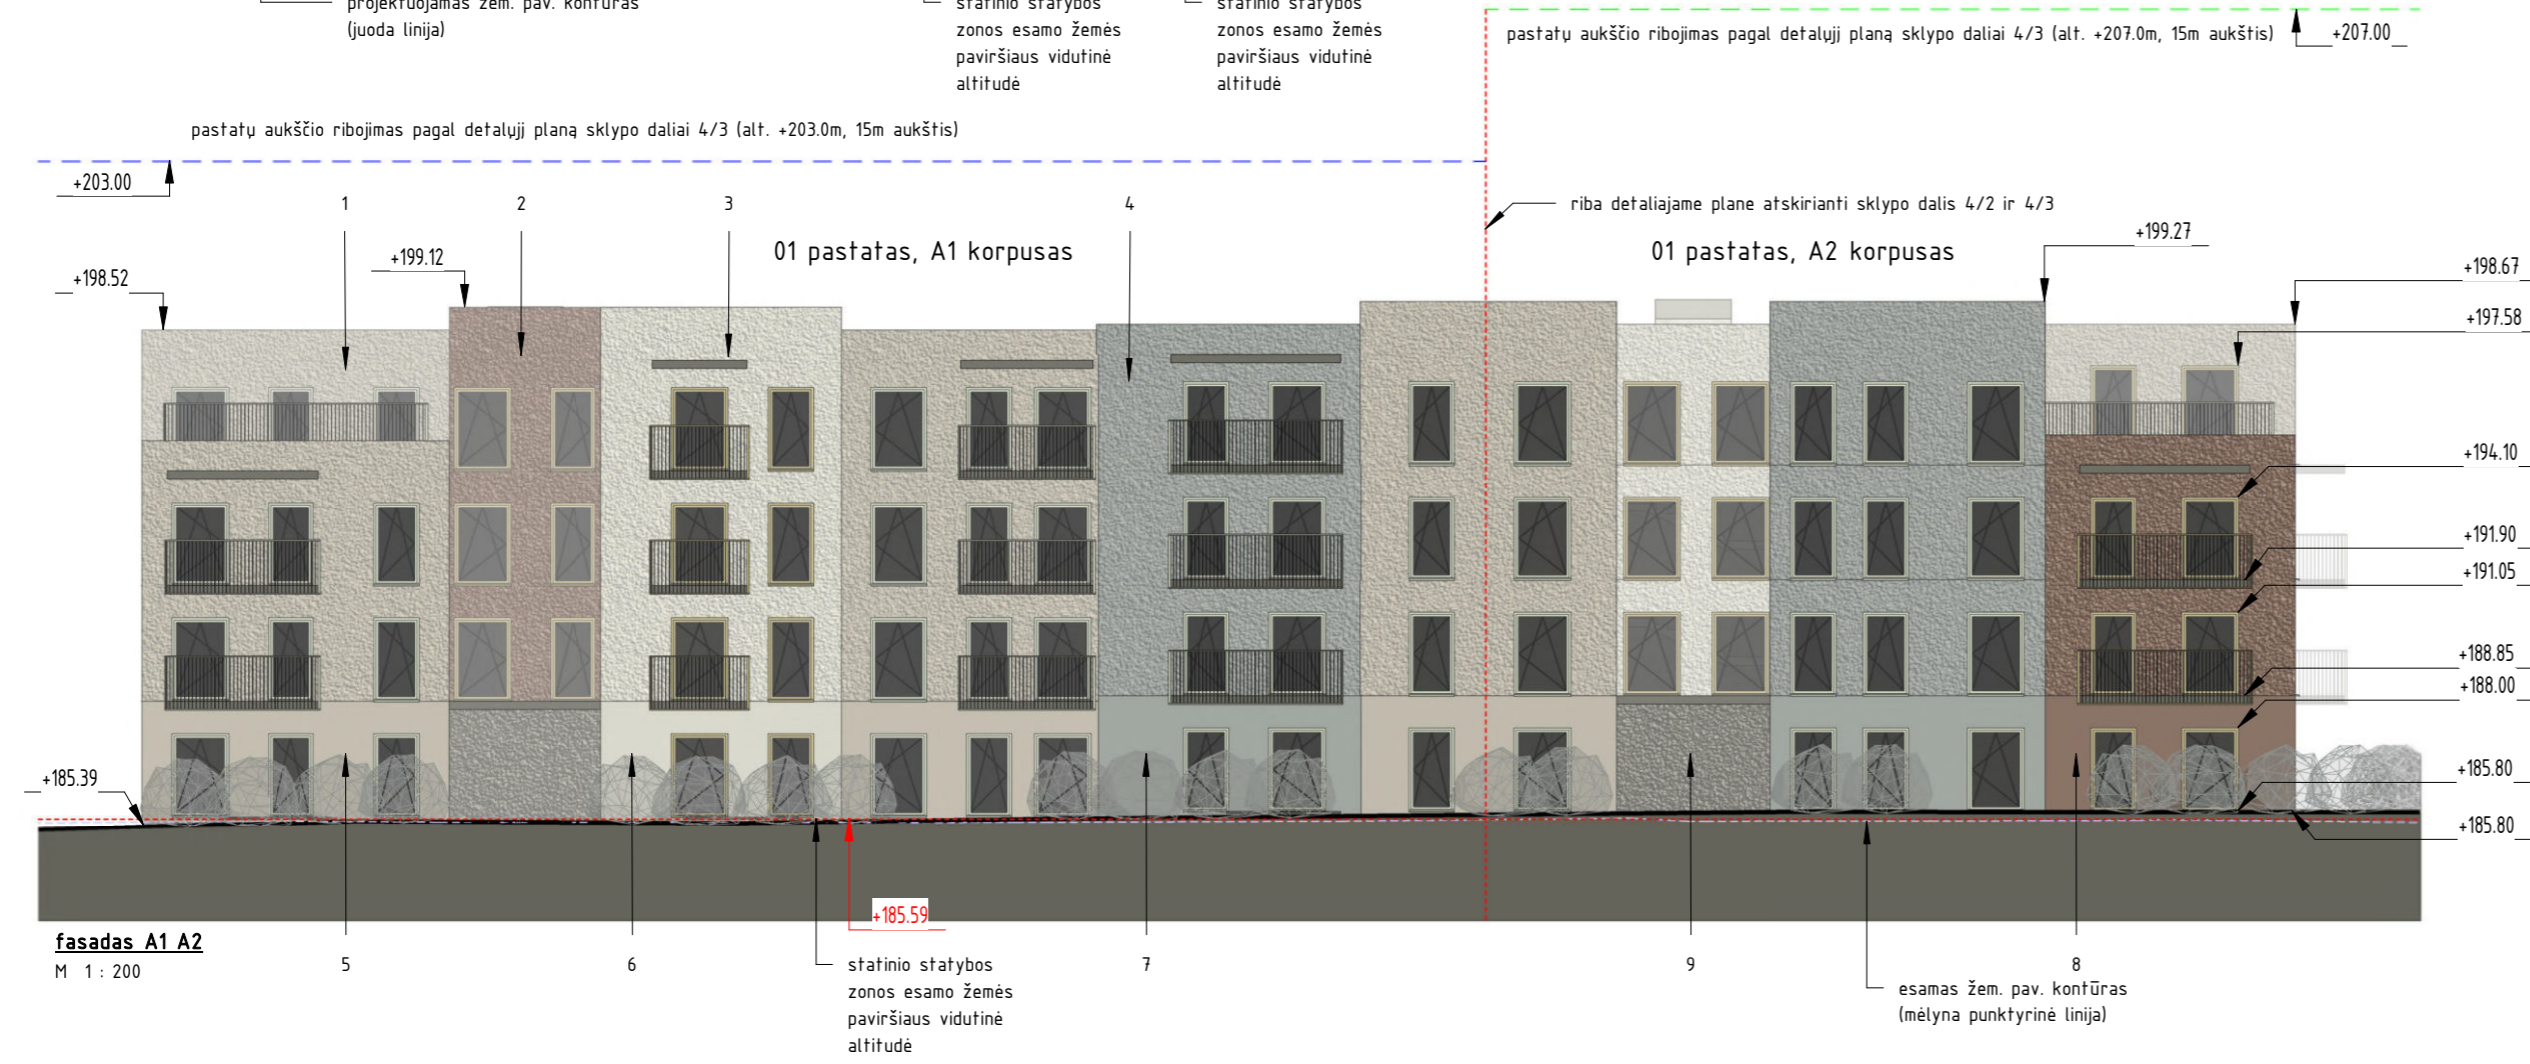 projektuojamas žem. pav. kontūras
(juoda linija)
statinio statybos
zonos esamo žemės
paviršiaus vidutinė
altitudė
statinio statybos
zonos esamo žemės
paviršiaus vidutinė
altitudė
pastatų aukščio ribojimas pagal detalųjį planą sklypo daliai 4/3 (alt. +207.0m, 15m aukštis)
+207.00
pastatų aukščio ribojimas pagal detalųjį planą sklypo daliai 4/3 (alt. +203.0m, 15m aukštis)
+203.00
1
2
3
4
riba detaliajame plane atskirianti sklypo dalis 4/2 ir 4/3
01 pastatas, A1 korpusas
01 pastatas, A2 korpusas
+199.27
+199.12
+198.52
+198.67
+197.58
+194.10
+191.90
+191.05
+188.85
+188.00
+185.39
+185.80
+185.80
+185.59
fasadas A1 A2
M 1 : 200
5
6
7
9
8
statinio statybos
zonos esamo žemės
paviršiaus vidutinė
altitudė
esamas žem. pav. kontūras
(mėlyna punktyrinė linija)